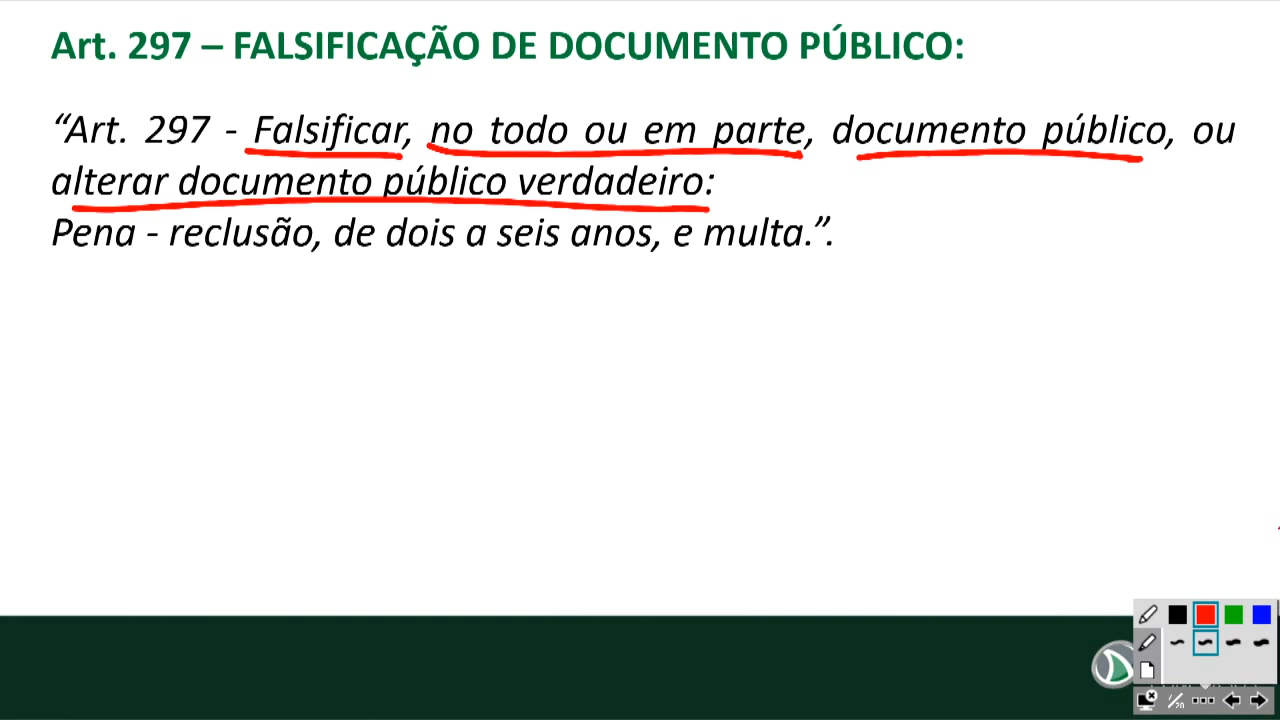 Art. 297 – FALSIFICAÇÃO DE DOCUMENTO PÚBLICO:
“Art. 297 - Falsificar, no todo ou em parte, documento público, ou
alterar documento público verdadeiro:
Pena - reclusão, de dois a seis anos, e multa.”.